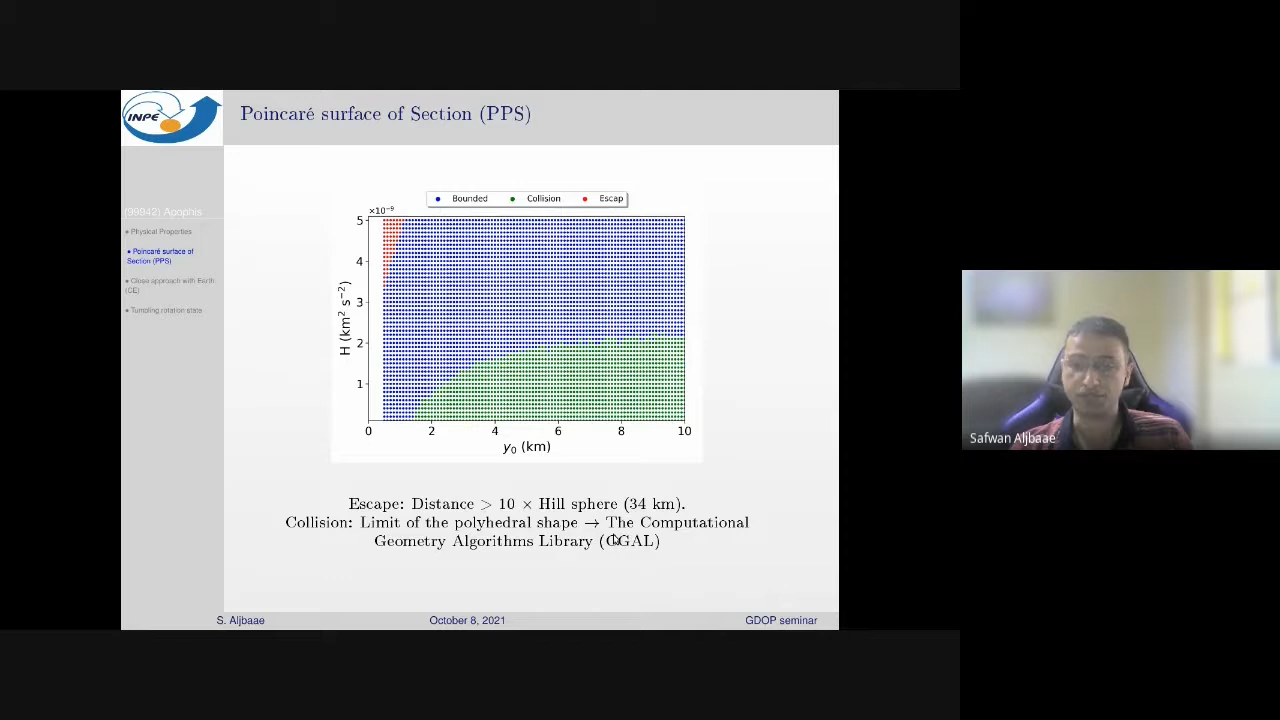 INPE
Poincaré surface of Section (PPS)
(99942) Apophis
• Physical Properties
• Poincaré surface of
Section (PPS)
• Close approach with Earth
(CE)
• Tumbling rotation state
Bounded Collision Escap
×10⁻⁹
5
4
3
2
1
H (km² s⁻²)
0 2 4 6 8 10
y₀ (km)
Escape: Distance > 10 × Hill sphere (34 km).
Collision: Limit of the polyhedral shape → The Computational
Geometry Algorithms Library (CGAL)
S. Aljbaae October 8, 2021 GDOP seminar
Safwan Aljbaae